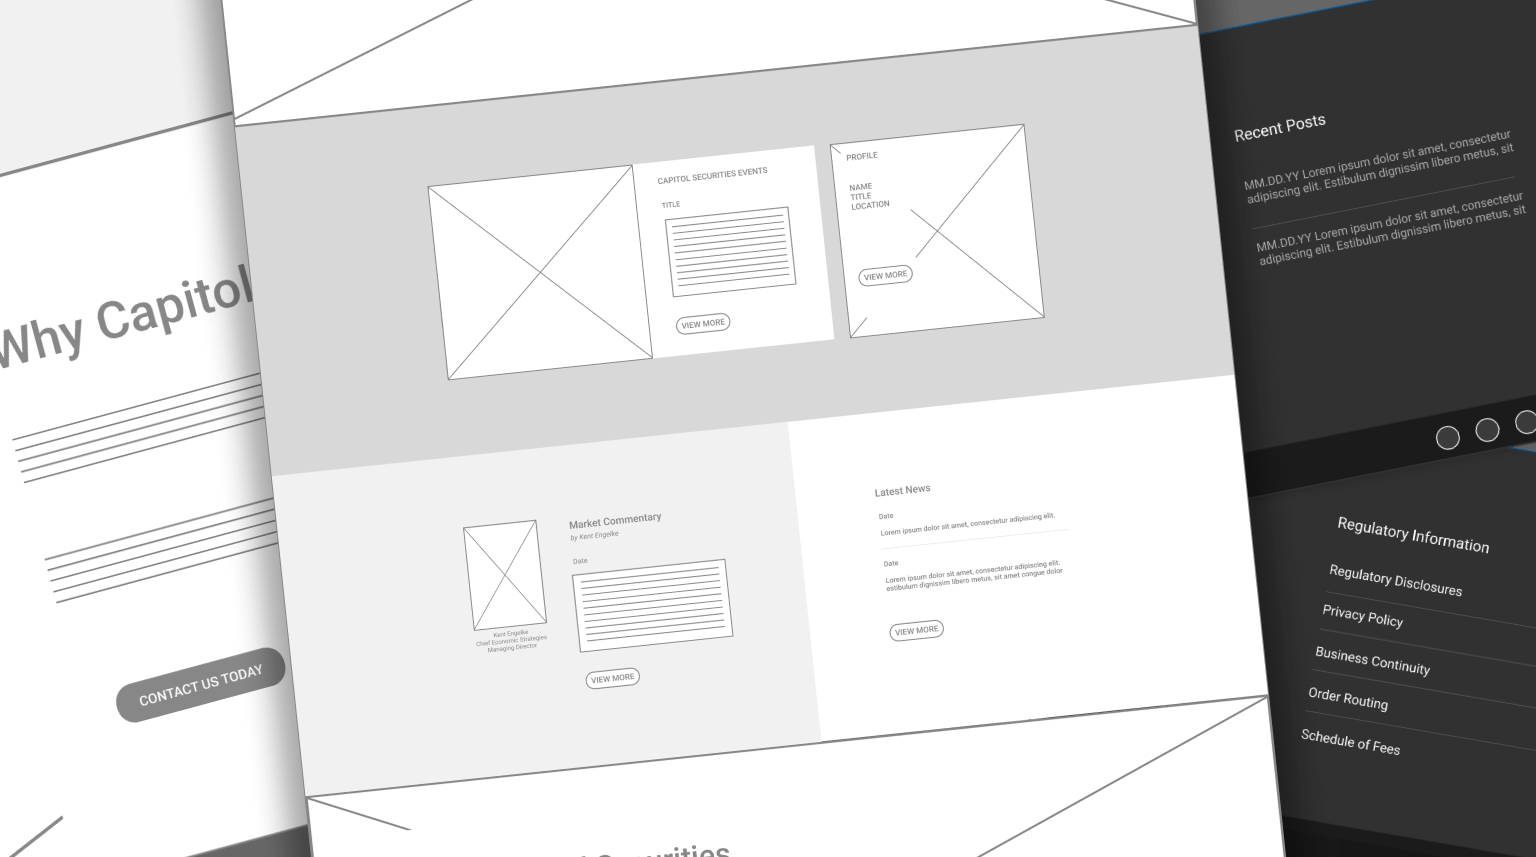 Why Capitol
CONTACT US TODAY
CAPITOL SECURITIES EVENTS
TITLE
VIEW MORE
PROFILE
NAME
TITLE
LOCATION
VIEW MORE
Market Commentary
by Kent Engelke
Date
Kent Engelke
Chief Economic Strategies
Managing Director
VIEW MORE
Latest News
Date
Lorem ipsum dolor sit amet, consectetur adipiscing elit.
Date
Lorem ipsum dolor sit amet, consectetur adipiscing elit.
estibulum dignissim libero metus, sit amet congue dolor
VIEW MORE
Securities
Recent Posts
MM.DD.YY Lorem ipsum dolor sit amet, consectetur
adipiscing elit. Estibulum dignissim libero metus, sit
MM.DD.YY Lorem ipsum dolor sit amet, consectetur
adipiscing elit. Estibulum dignissim libero metus, sit
Regulatory Information
Regulatory Disclosures
Privacy Policy
Business Continuity
Order Routing
Schedule of Fees